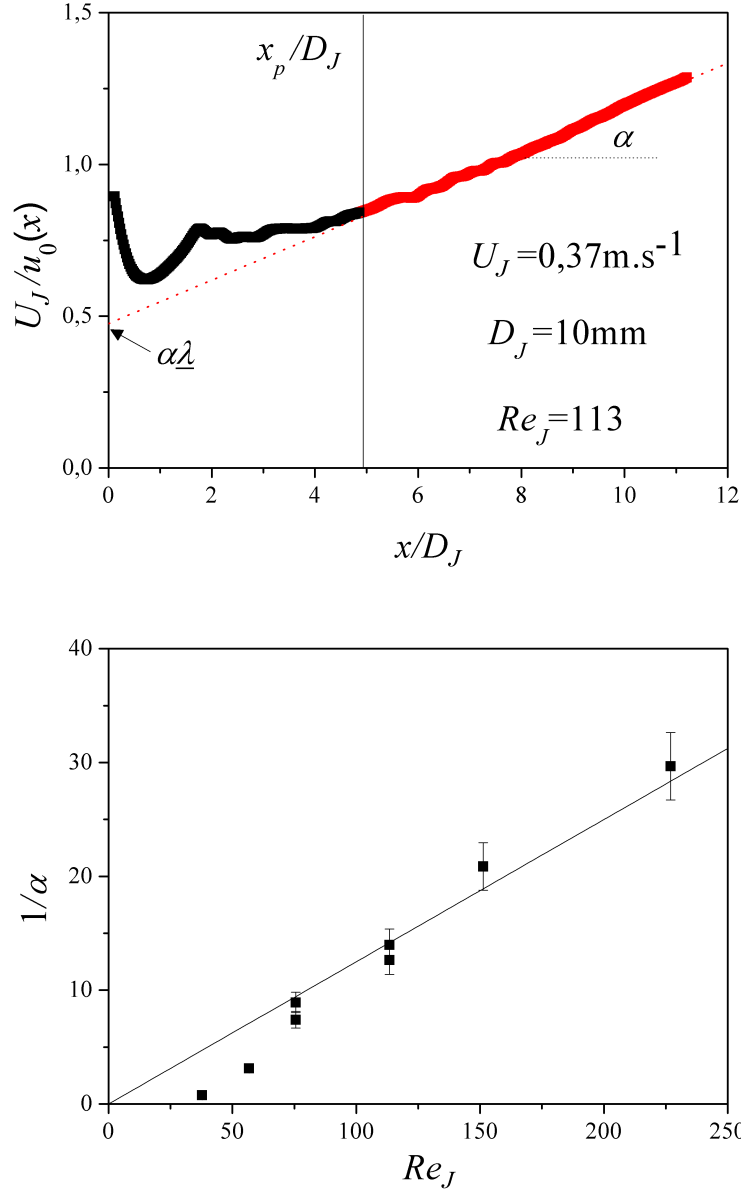 1,5
x_p/D_J
1,0
α
U_J/u_0(x)
U_J=0,37m.s^-1
0,5
αλ
D_J=10mm
Re_J=113
0,0
0 2 4 6 8 10 12
x/D_J
40
30
1/α
20
10
0
0 50 100 150 200 250
Re_J